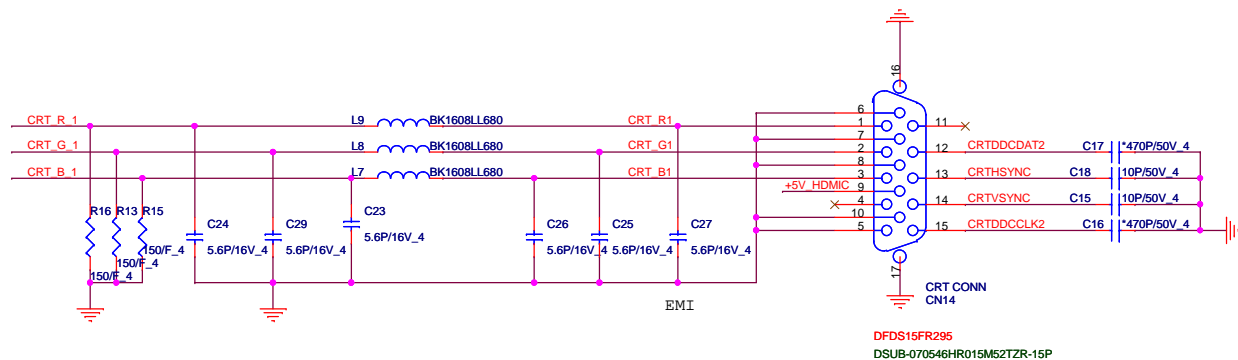 16
6
CRT_R_1
L9
BK1608LL680
CRT_R1
1
11
7
CRT_G_1
L8
BK1608LL680
CRT_G1
2
12
CRTDDCDAT2
C17
*470P/50V_4
8
CRT_B_1
L7
BK1608LL680
CRT_B1
3
13
CRTHSYNC
C18
10P/50V_4
+5V_HDMIC
9
4
14
CRTVSYNC
C15
10P/50V_4
10
5
15
CRTDDCCLK2
C16
*470P/50V_4
R16
R13
R15
C24
C29
C23
C26
C25
C27
5.6P/16V_4
5.6P/16V_4
5.6P/16V_4
5.6P/16V_4
5.6P/16V_4
5.6P/16V_4
150/F_4
150/F_4
150/F_4
17
EMI
CRT CONN
CN14
DFDS15FR295
DSUB-070546HR015M52TZR-15P